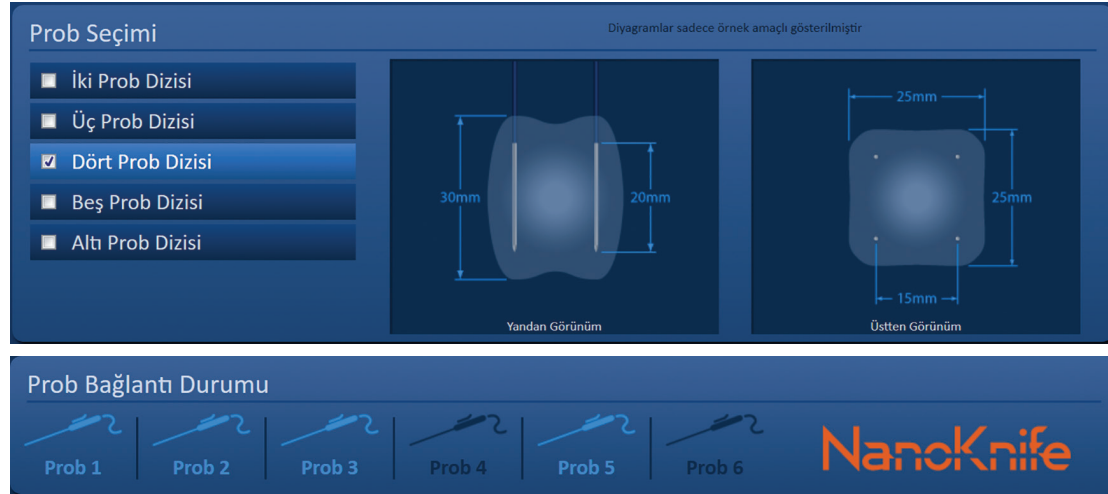 Prob Seçimi
Diyagramlar sadece örnek amaçlı gösterilmiştir
İki Prob Dizisi
Üç Prob Dizisi
Dört Prob Dizisi
Beş Prob Dizisi
Altı Prob Dizisi
30mm
20mm
Yandan Görünüm
25mm
25mm
15mm
Üstten Görünüm
Prob Bağlantı Durumu
Prob 1 Prob 2 Prob 3 Prob 4 Prob 5 Prob 6
NanoKnife